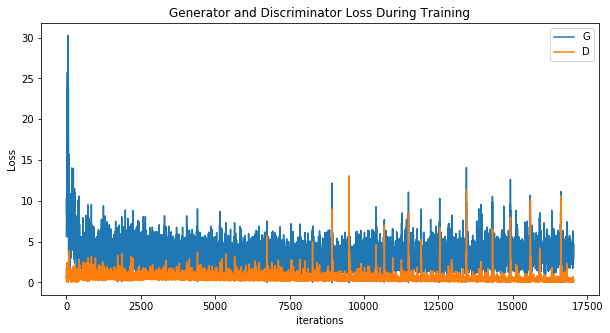 Generator and Discriminator Loss During Training
G
D
30
25
20
15
10
5
0
Loss
0 2500 5000 7500 10000 12500 15000 17500
iterations